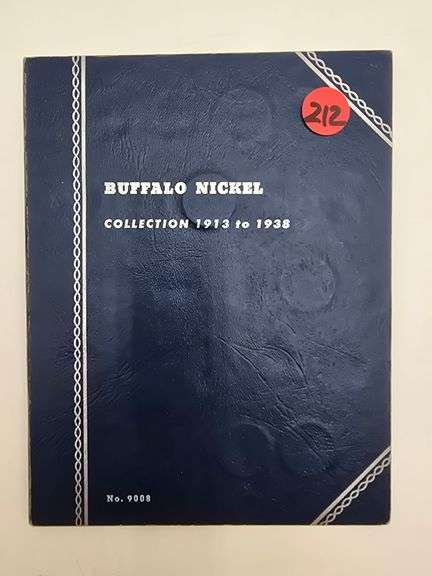 212
BUFFALO NICKEL
COLLECTION 1913 to 1938
No. 9008